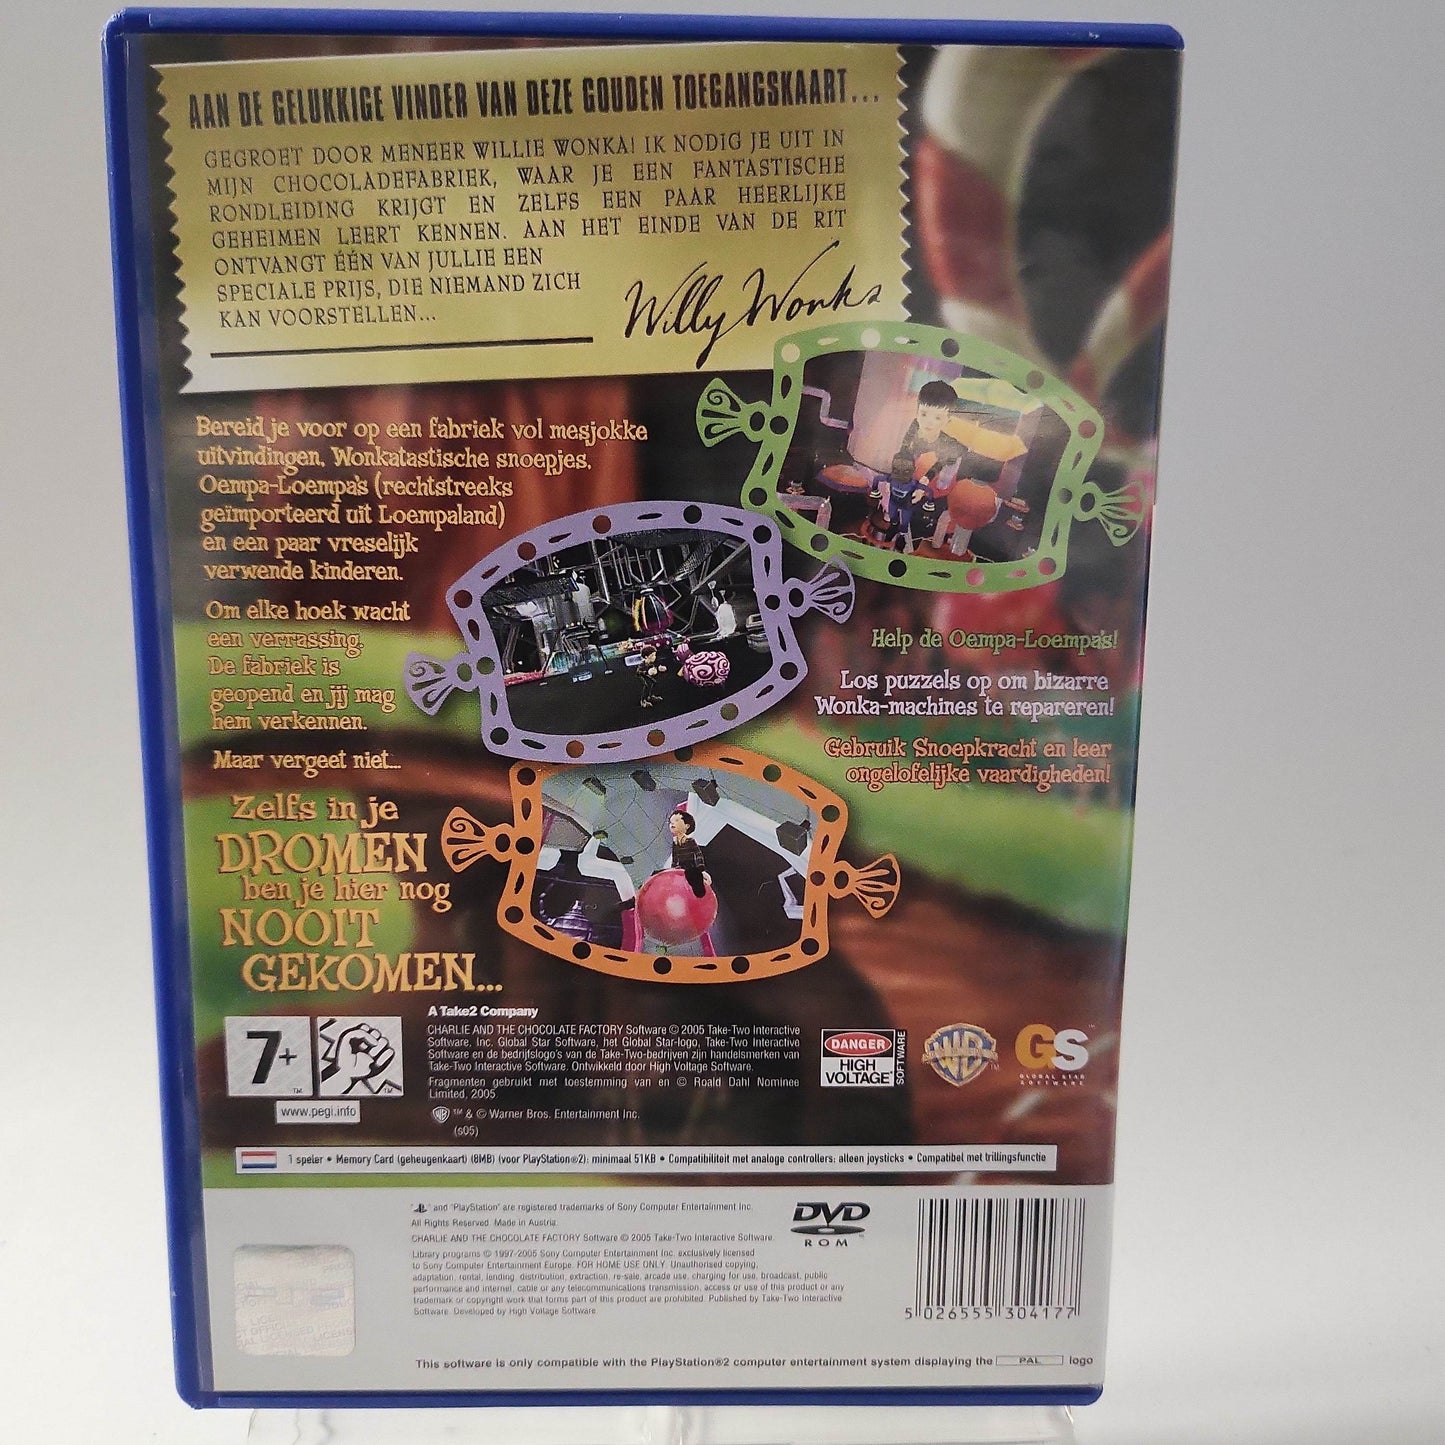 AAN DE GELUKKIGE VINDER VAN DEZE GOUDEN TOEGANGSKAART...
GEGROET DOOR MENEER WILLIE WONKA! IK NODIG JE UIT IN
MIJN CHOCOLADEFABRIEK, WAAR JE EEN FANTASTISCHE
RONDLEIDING KRIJGT EN ZELFS EEN PAAR HEERLIJKE
GEHEIMEN LEERT KENNEN. AAN HET EINDE VAN DE RIT
ONTVANGT ÉÉN VAN JULLIE EEN
SPECIALE PRIJS, DIE NIEMAND ZICH
KAN VOORSTELLEN...
Willy Wonka
Bereid je voor op een fabriek vol mesjokke
uitvindingen, Wonkatastische snoepjes,
Oempa-Loempa's (rechtstreeks
geïmporteerd uit Loempaland)
en een paar vreselijk
verwende kinderen.
Om elke hoek wacht
een verrassing.
De fabriek is
geopend en jij mag
hem verkennen.
Maar vergeet niet...
Zelfs in je
DROMEN
ben je hier nog
NOOIT
GEKOMEN...
Help de Oempa-Loempa's!
Los puzzels op om bizarre
Wonka-machines te repareren!
Gebruik Snoepkracht en leer
ongelofelijke vaardigheden!
7+
www.pegi.info
A Take2 Company
CHARLIE AND THE CHOCOLATE FACTORY Software © 2005 Take-Two Interactive
Software, Inc. Global Star Software, het Global Star-logo, Take-Two Interactive
Software en de bedrijfslogo's van de Take-Two-bedrijven zijn handelsmerken van
Take-Two Interactive Software. Ontwikkeld door High Voltage Software.
Fragmenten gebruikt met toestemming van en © Roald Dahl Nominee
Limited, 2005.
™ & © Warner Bros. Entertainment Inc.
(s05)
DANGER
HIGH
VOLTAGE
SOFTWARE
WB
GS
GLOBAL STAR
SOFTWARE
1 speler • Memory Card (geheugenkaart) (8MB) (voor PlayStation®2): minimaal 51KB • Compatibiliteit met analoge controllers: alleen joysticks • Compatibel met trillingsfunctie
" " and "PlayStation" are registered trademarks of Sony Computer Entertainment Inc.
All Rights Reserved. Made in Austria.
CHARLIE AND THE CHOCOLATE FACTORY Software © 2005 Take-Two Interactive Software.
Library programs © 1997-2005 Sony Computer Entertainment Inc. exclusively licensed
to Sony Computer Entertainment Europe. FOR HOME USE ONLY. Unauthorised copying,
adaptation, rental, lending, distribution, extraction, re-sale, arcade use, charging for use, broadcast, public
performance and internet, cable or any telecommunications transmission, access or use of this product or any
trademark or copyright work that forms part of this product are prohibited. Published by Take-Two Interactive
Software. Developed by High Voltage Software.
DVD
ROM
5 026555 304177
This software is only compatible with the PlayStation®2 computer entertainment system displaying the PAL logo